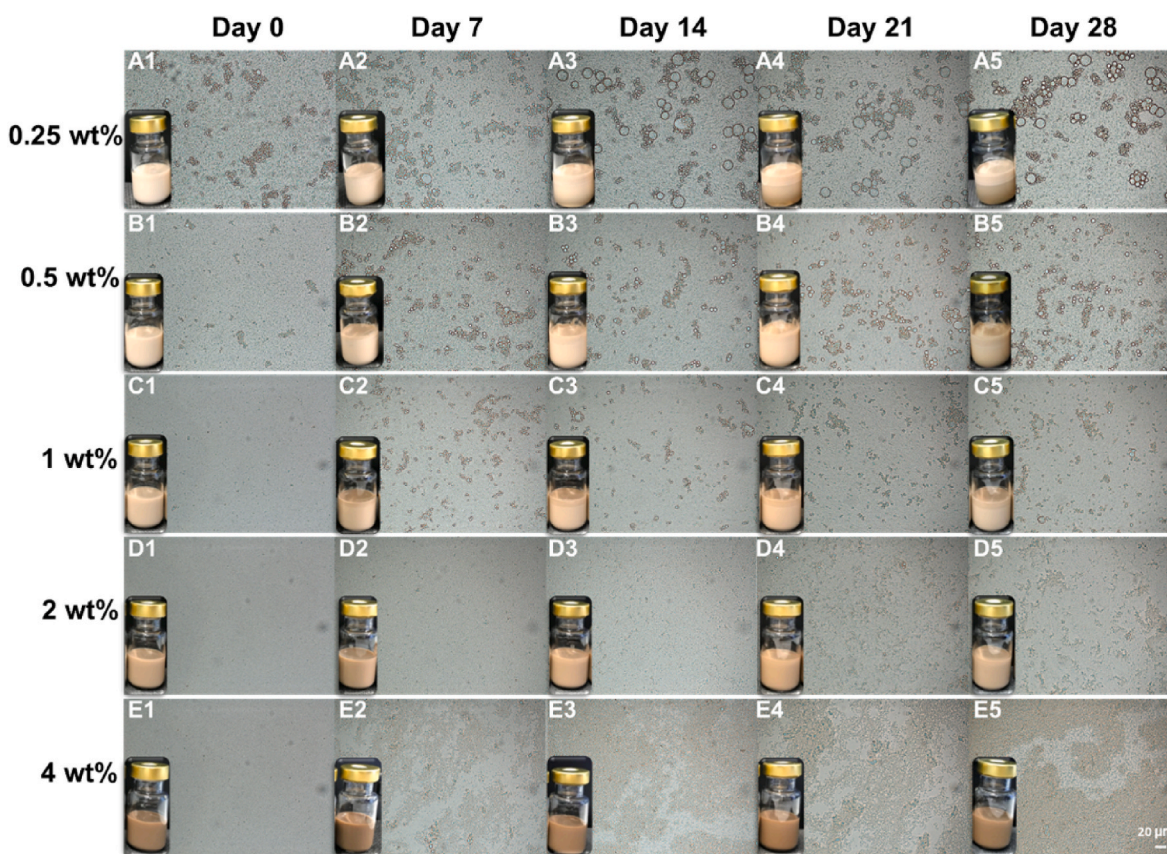 Day 0 Day 7 Day 14 Day 21 Day 28
A1 A2 A3 A4 A5
0.25 wt%
B1 B2 B3 B4 B5
0.5 wt%
C1 C2 C3 C4 C5
1 wt%
D1 D2 D3 D4 D5
2 wt%
E1 E2 E3 E4 E5
4 wt%
20 µm